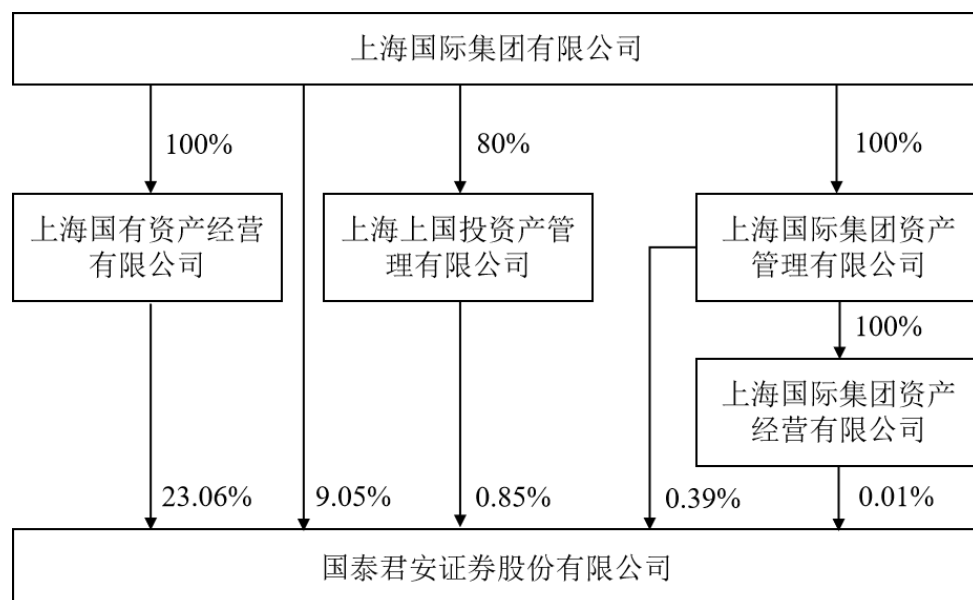 上海国际集团有限公司
100%
80%
100%
上海国有资产经营
有限公司
上海上国投资产管
理有限公司
上海国际集团资产
管理有限公司
100%
上海国际集团资产
经营有限公司
23.06%
9.05%
0.85%
0.39%
0.01%
国泰君安证券股份有限公司